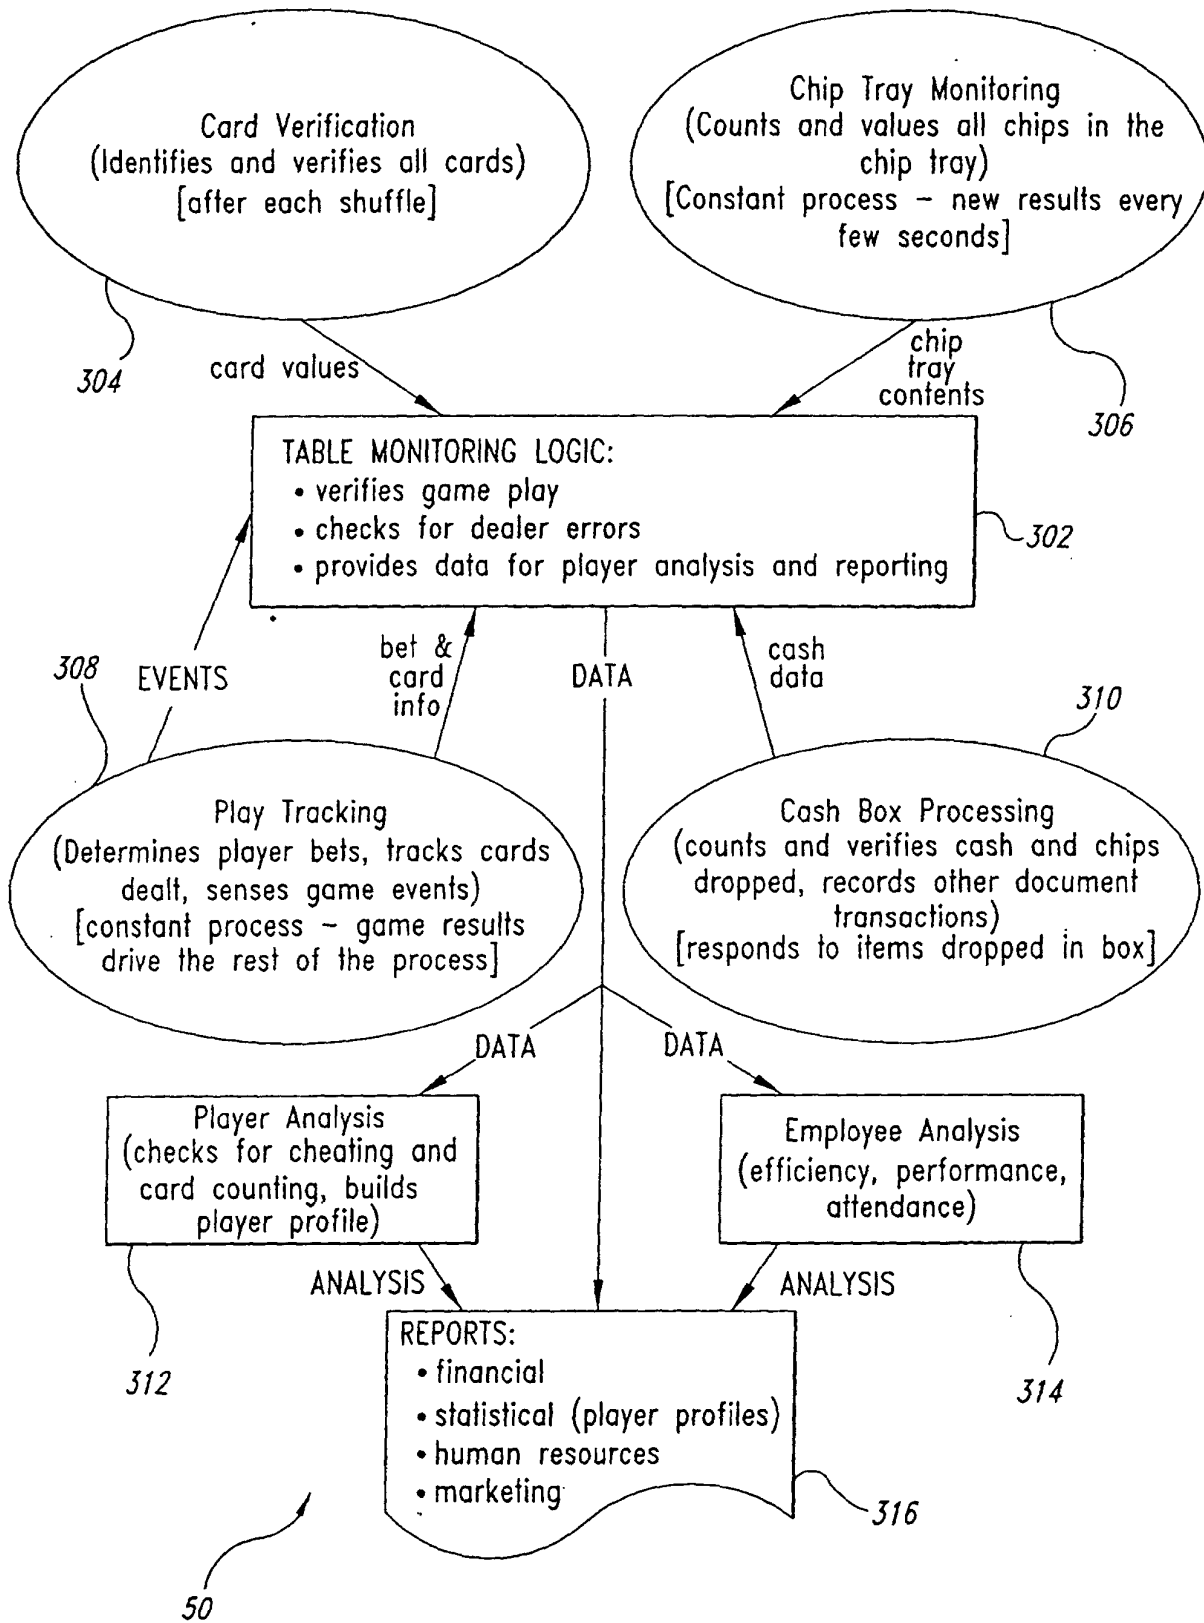 Card Verification
(Identifies and verifies all cards)
[after each shuffle]
Chip Tray Monitoring
(Counts and values all chips in the
chip tray)
[Constant process – new results every
few seconds]
304
card values
chip
tray
contents
306
TABLE MONITORING LOGIC:
• verifies game play
• checks for dealer errors
• provides data for player analysis and reporting
302
308
EVENTS
bet &
card
info
DATA
cash
data
310
Play Tracking
(Determines player bets, tracks cards
dealt, senses game events)
[constant process – game results
drive the rest of the process]
Cash Box Processing
(counts and verifies cash and chips
dropped, records other document
transactions)
[responds to items dropped in box]
DATA
DATA
Player Analysis
(checks for cheating and
card counting, builds
player profile)
Employee Analysis
(efficiency, performance,
attendance)
ANALYSIS
ANALYSIS
312
314
REPORTS:
• financial
• statistical (player profiles)
• human resources
• marketing
316
50